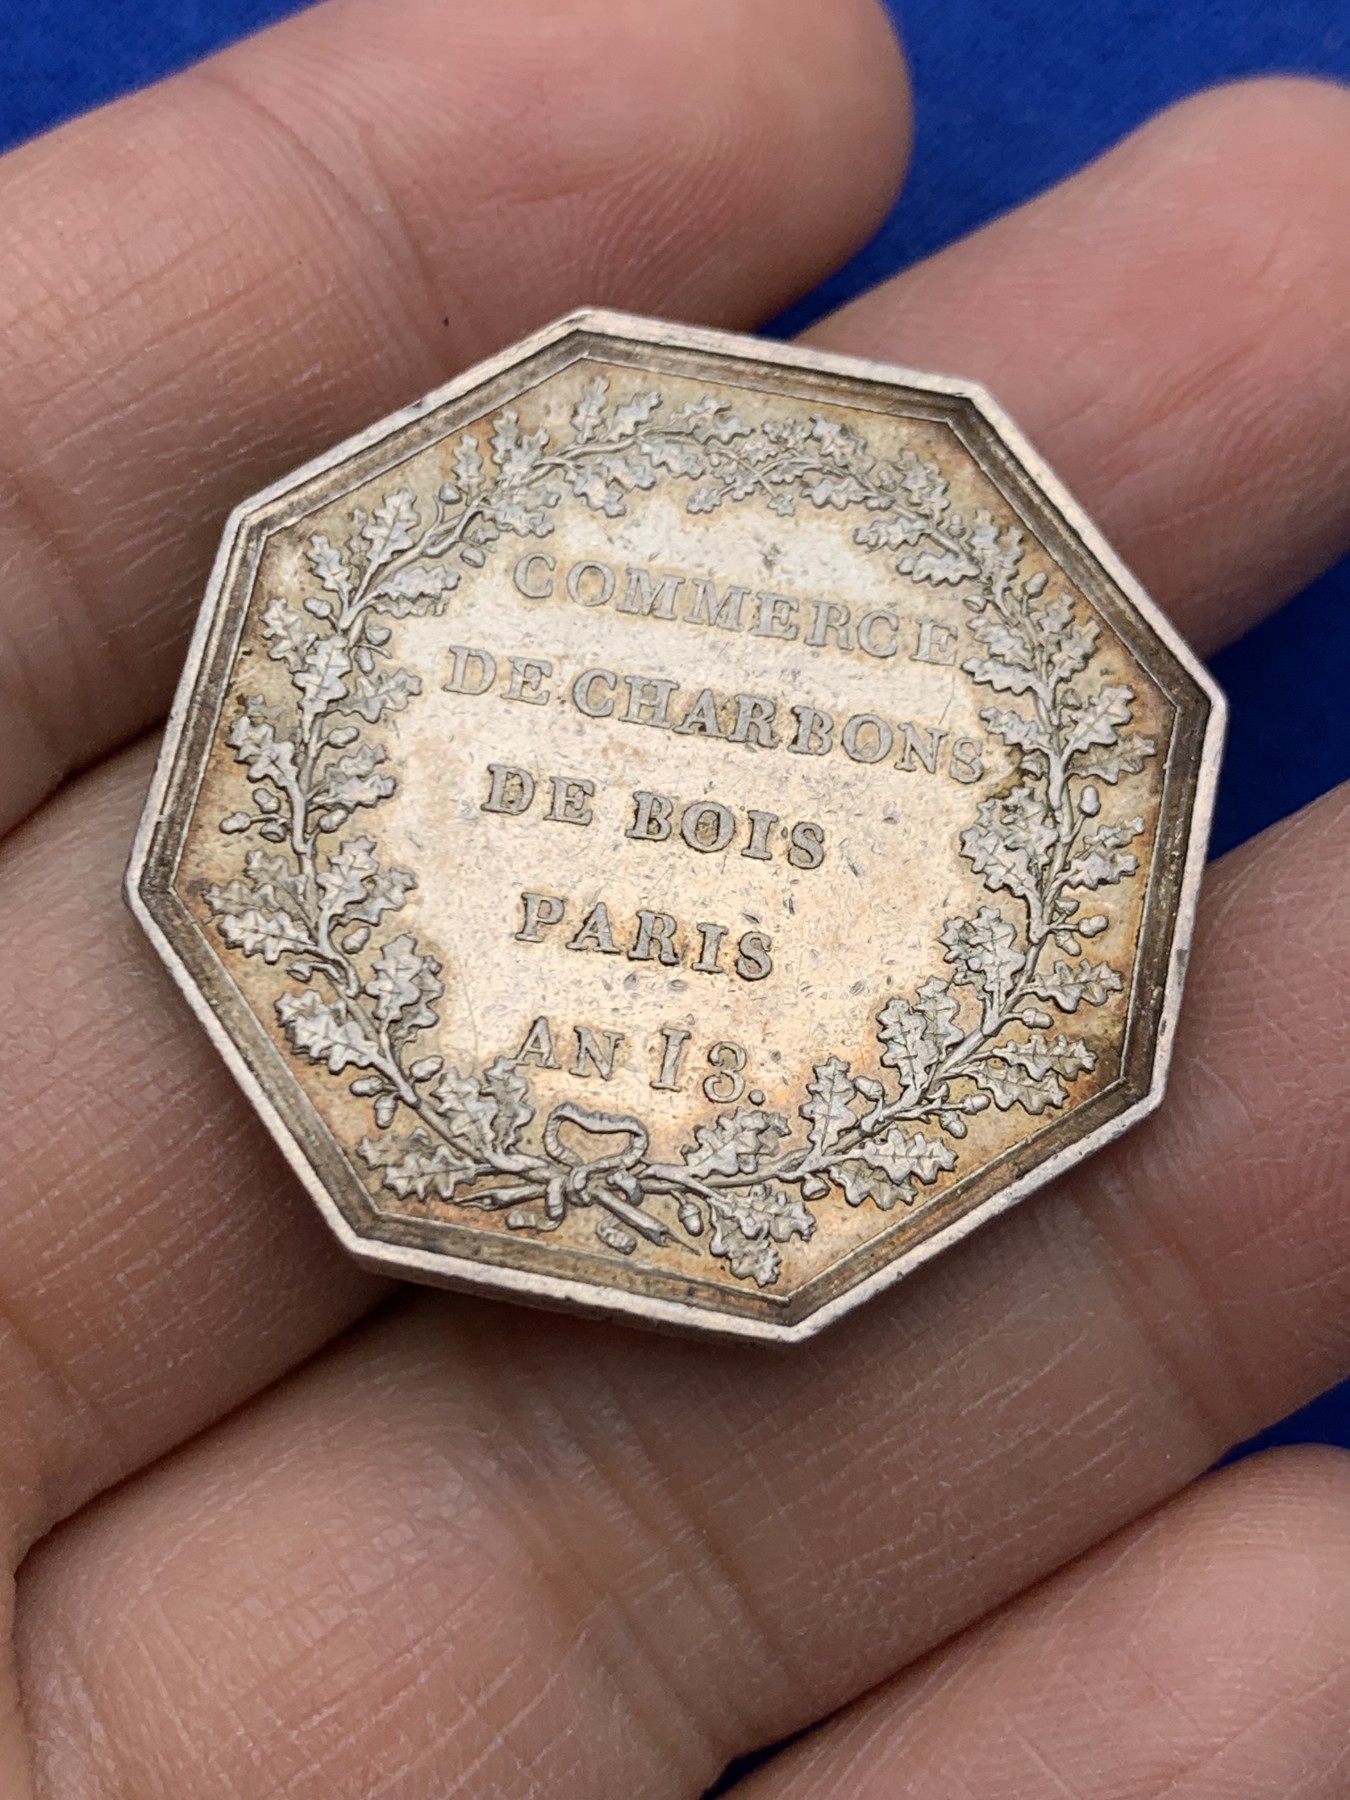 COMMERCE
DE CHARBONS
DE BOIS
PARIS
AN 13.